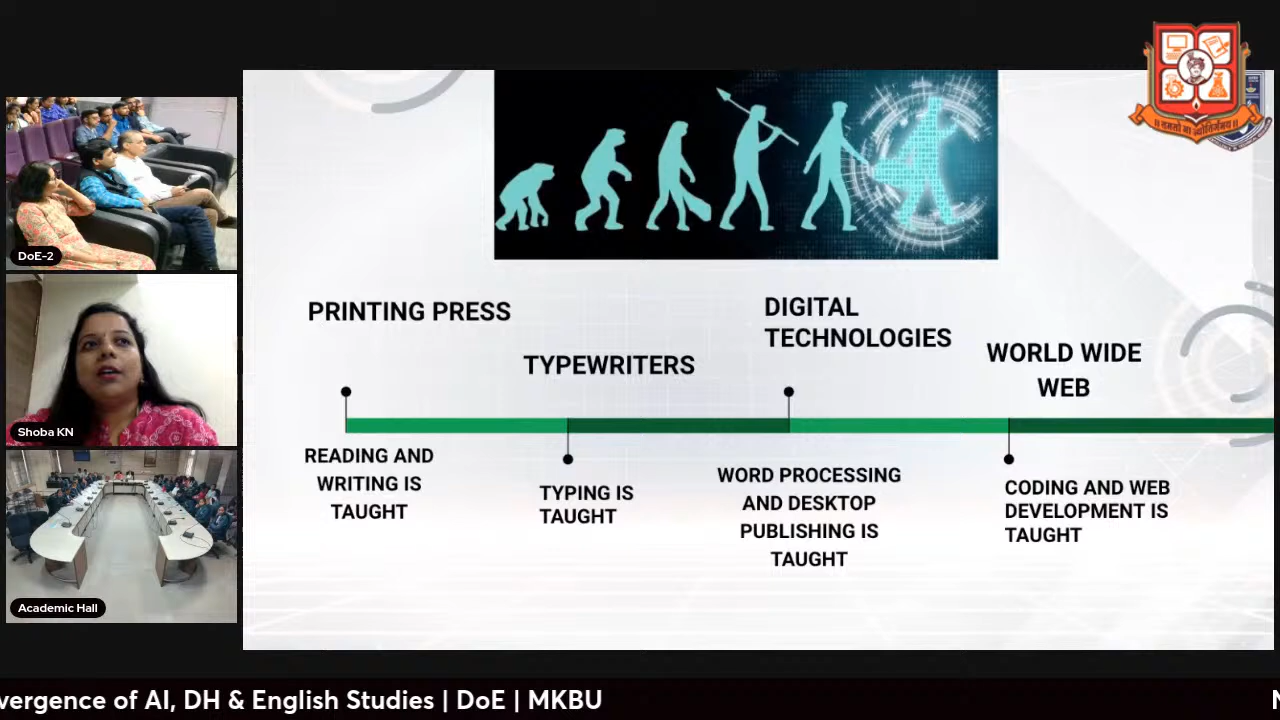 DoE-2
Shoba KN
Academic Hall
PRINTING PRESS
TYPEWRITERS
DIGITAL
TECHNOLOGIES
WORLD WIDE
WEB
READING AND
WRITING IS
TAUGHT
TYPING IS
TAUGHT
WORD PROCESSING
AND DESKTOP
PUBLISHING IS
TAUGHT
CODING AND WEB
DEVELOPMENT IS
TAUGHT
vergence of AI, DH & English Studies | DoE | MKBU